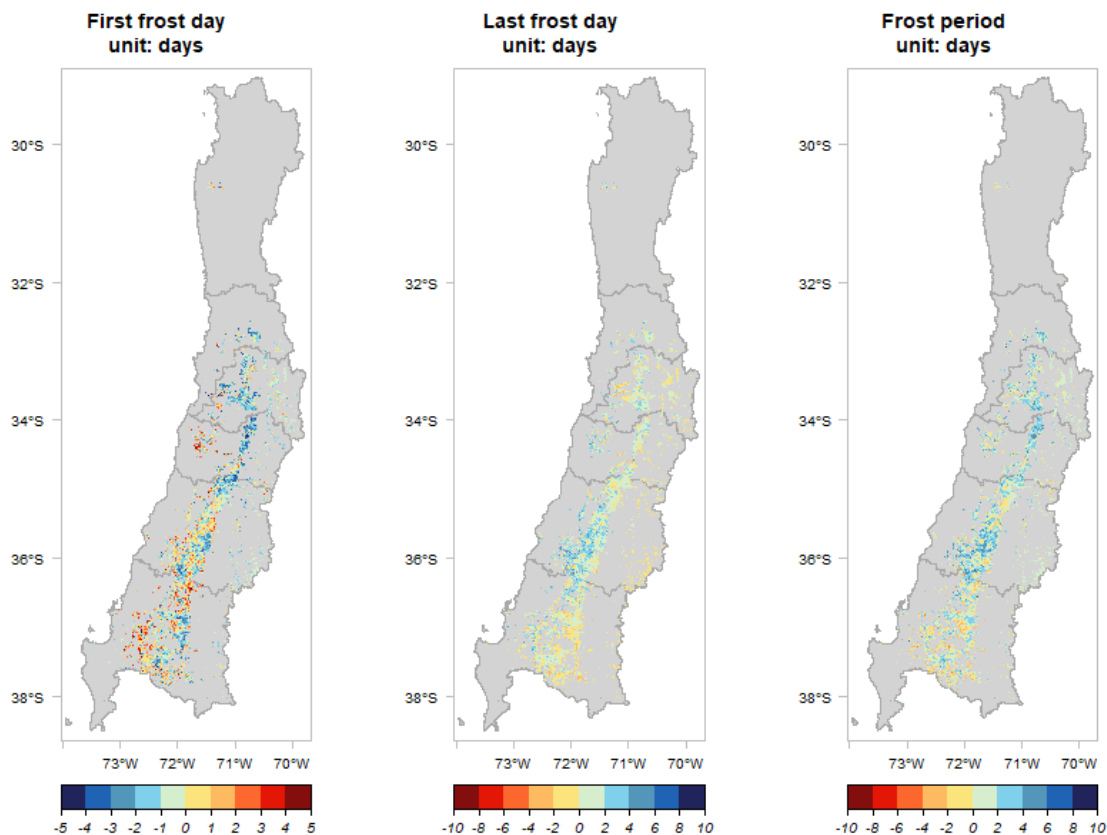 First frost day
unit: days
Last frost day
unit: days
Frost period
unit: days
30°S
32°S
34°S
36°S
38°S
73°W 72°W 71°W 70°W
-5 -4 -3 -2 -1 0 1 2 3 4 5
30°S
32°S
34°S
36°S
38°S
73°W 72°W 71°W 70°W
-10 -8 -6 -4 -2 0 2 4 6 8 10
30°S
32°S
34°S
36°S
38°S
73°W 72°W 71°W 70°W
-10 -8 -6 -4 -2 0 2 4 6 8 10